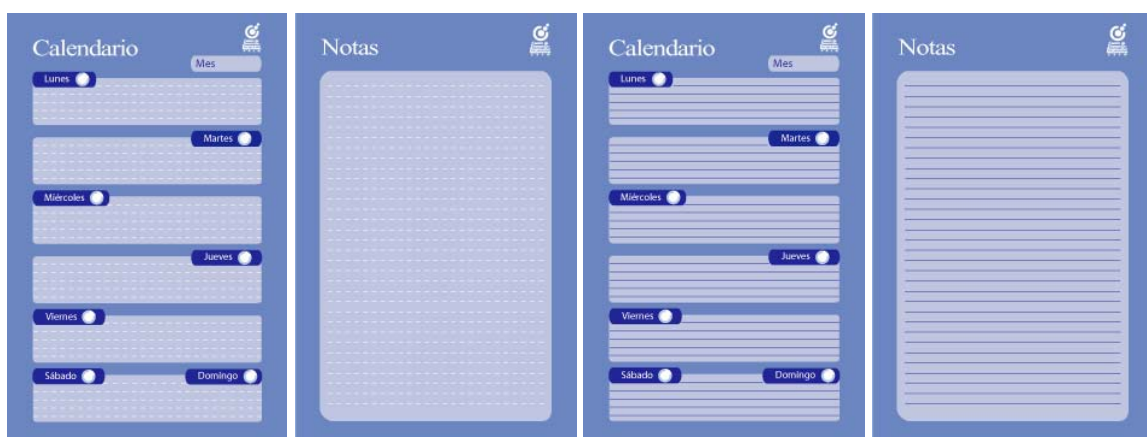 Calendario
Mes
Lunes
Martes
Miércoles
Jueves
Viernes
Sábado Domingo
Notas
Calendario
Mes
Lunes
Martes
Miércoles
Jueves
Viernes
Sábado Domingo
Notas